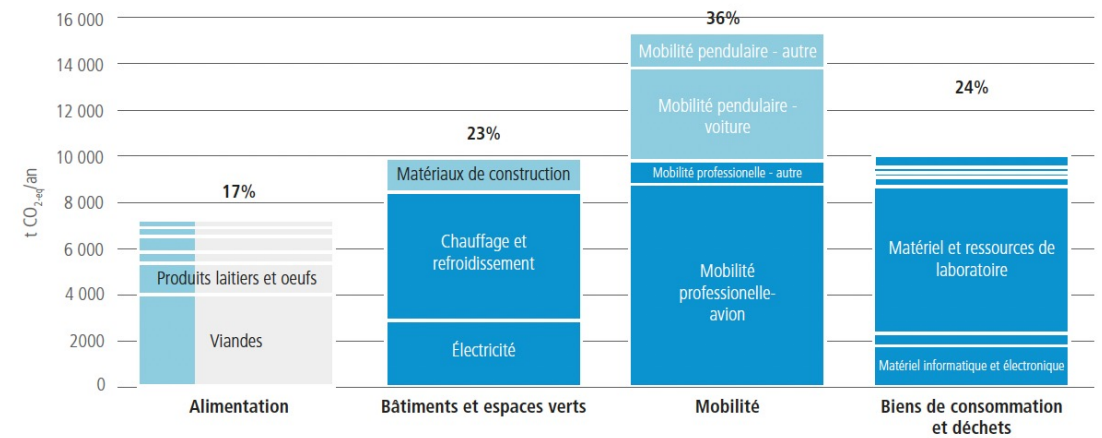 16 000
14 000
12 000
10 000
8 000
6 000
4 000
2000
0
t CO2-eq/an
17%
Produits laitiers et oeufs
Viandes
Alimentation
23%
Matériaux de construction
Chauffage et
refroidissement
Électricité
Bâtiments et espaces verts
36%
Mobilité pendulaire - autre
Mobilité pendulaire -
voiture
Mobilité professionelle - autre
Mobilité
professionelle-
avion
Mobilité
24%
Matériel et ressources de
laboratoire
Matériel informatique et électronique
Biens de consommation
et déchets